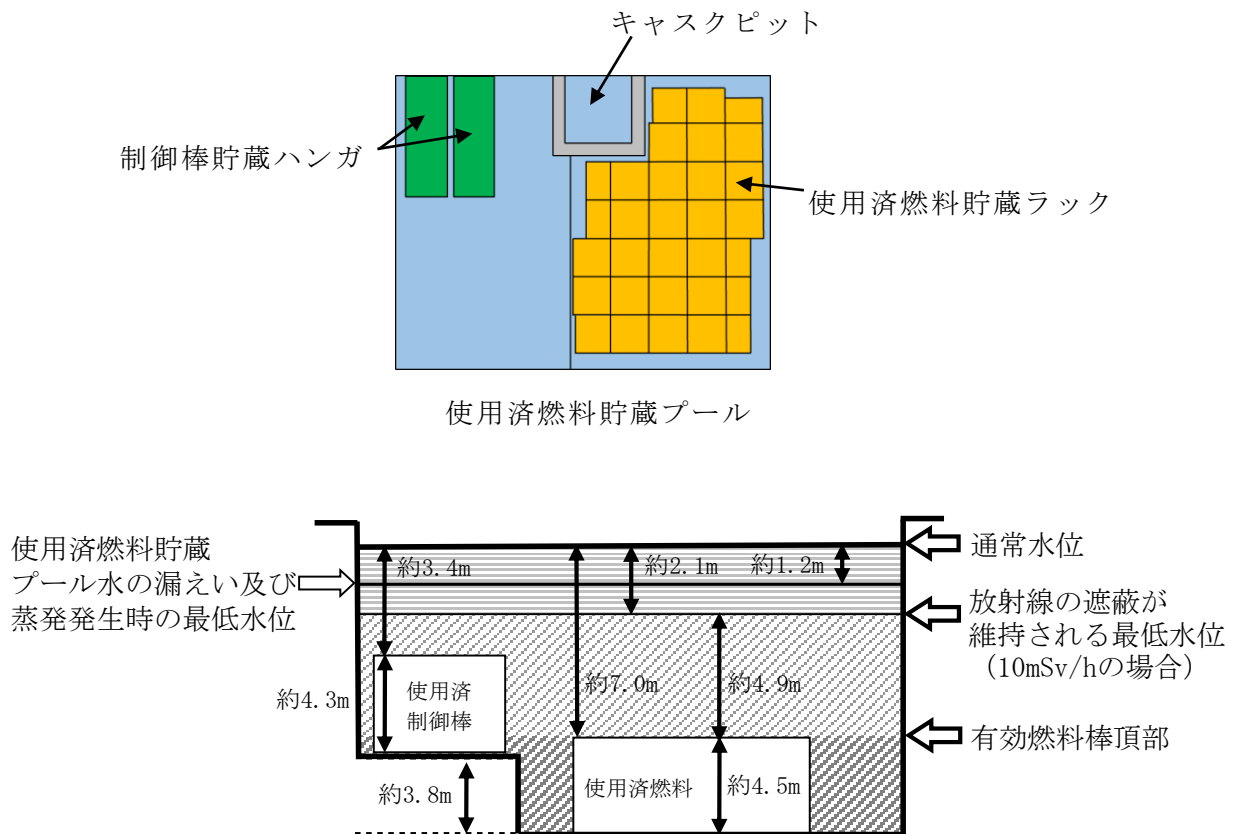 キャスクピット
制御棒貯蔵ハンガ
使用済燃料貯蔵ラック
使用済燃料貯蔵プール
使用済燃料貯蔵
プール水の漏えい及び
蒸発発生時の最低水位
約3.4m
約2.1m
約1.2m
通常水位
放射線の遮蔽が
維持される最低水位
(10mSv/hの場合)
約4.3m
使用済
制御棒
約7.0m
約4.9m
有効燃料棒頂部
約3.8m
使用済燃料
約4.5m